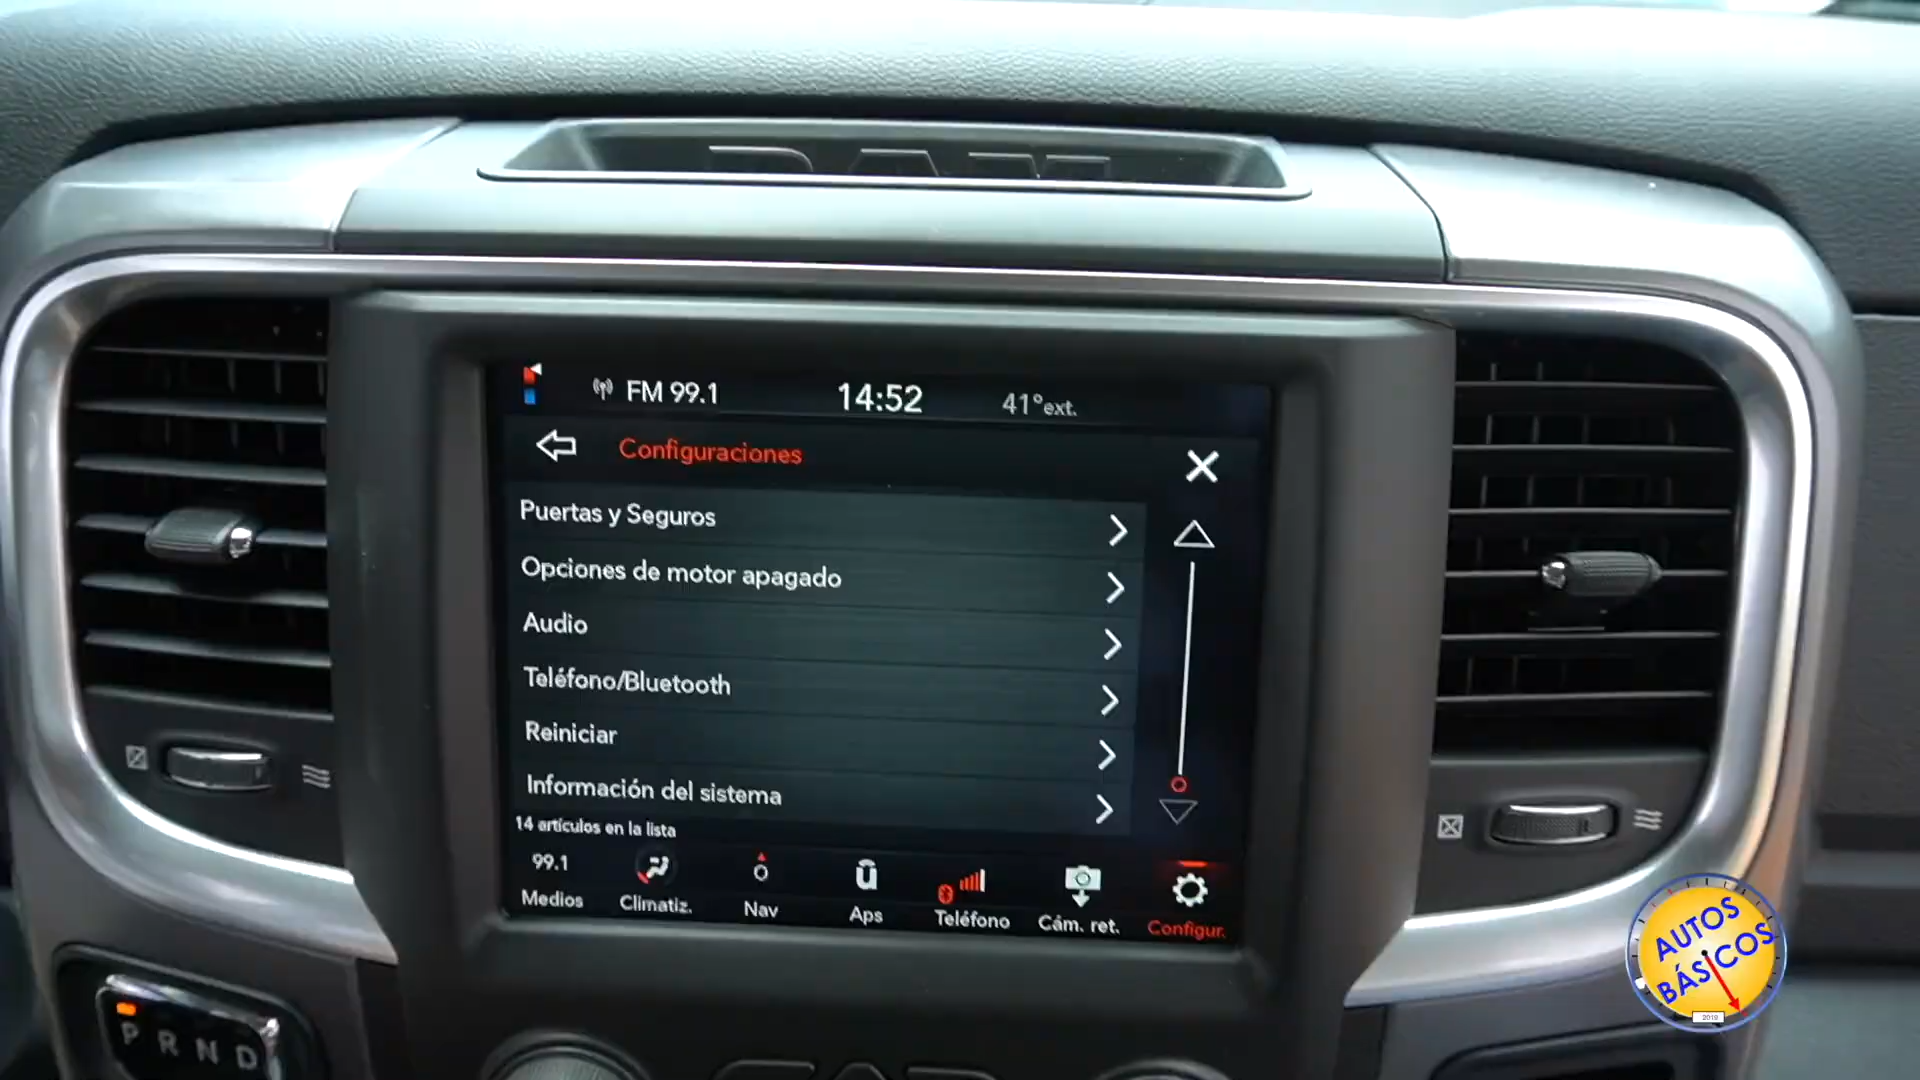 FM 99.1 14:52 41°ext.
Configuraciones
Puertas y Seguros
Opciones de motor apagado
Audio
Teléfono/Bluetooth
Reiniciar
Información del sistema
14 artículos en la lista
99.1
Medios Climatiz. Nav Aps Teléfono Cám. ret. Configur.
P R N D
AUTOS
BÁSICOS
2019